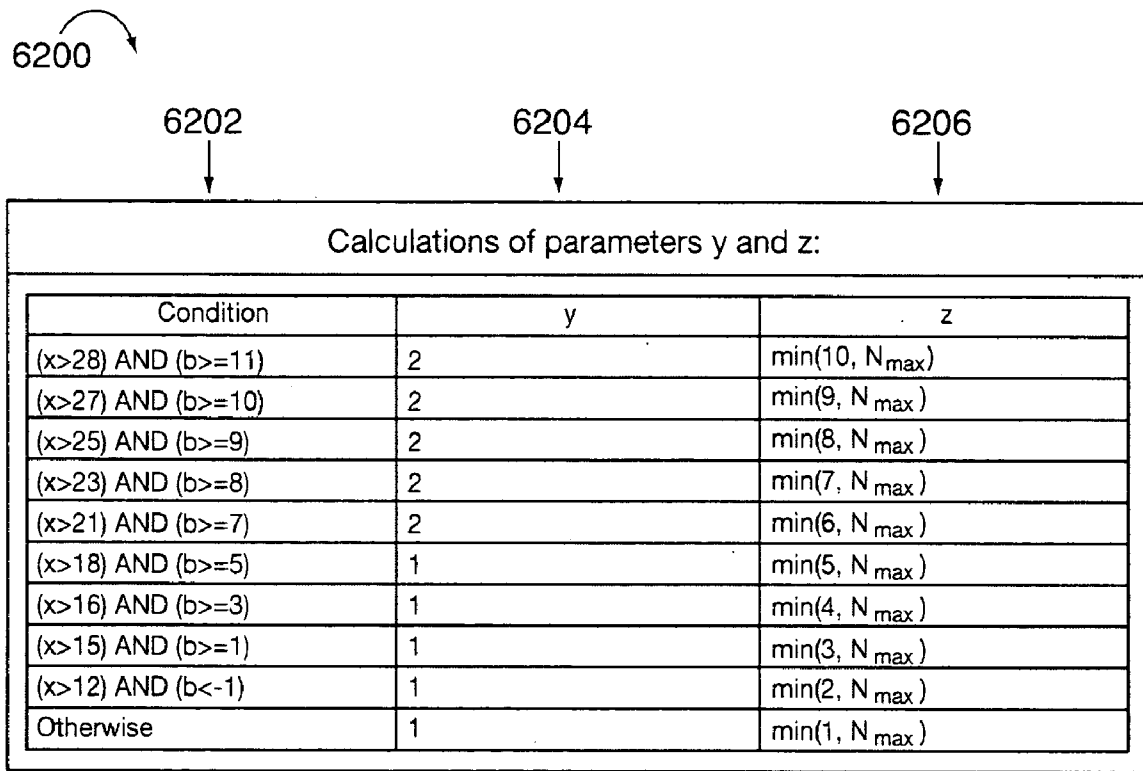 6200
6202 6204 6206
Calculations of parameters y and z:
Condition y z
(x>28) AND (b>=11) 2 min(10, Nmax)
(x>27) AND (b>=10) 2 min(9, Nmax)
(x>25) AND (b>=9) 2 min(8, Nmax)
(x>23) AND (b>=8) 2 min(7, Nmax)
(x>21) AND (b>=7) 2 min(6, Nmax)
(x>18) AND (b>=5) 1 min(5, Nmax)
(x>16) AND (b>=3) 1 min(4, Nmax)
(x>15) AND (b>=1) 1 min(3, Nmax)
(x>12) AND (b<-1) 1 min(2, Nmax)
Otherwise 1 min(1, Nmax)